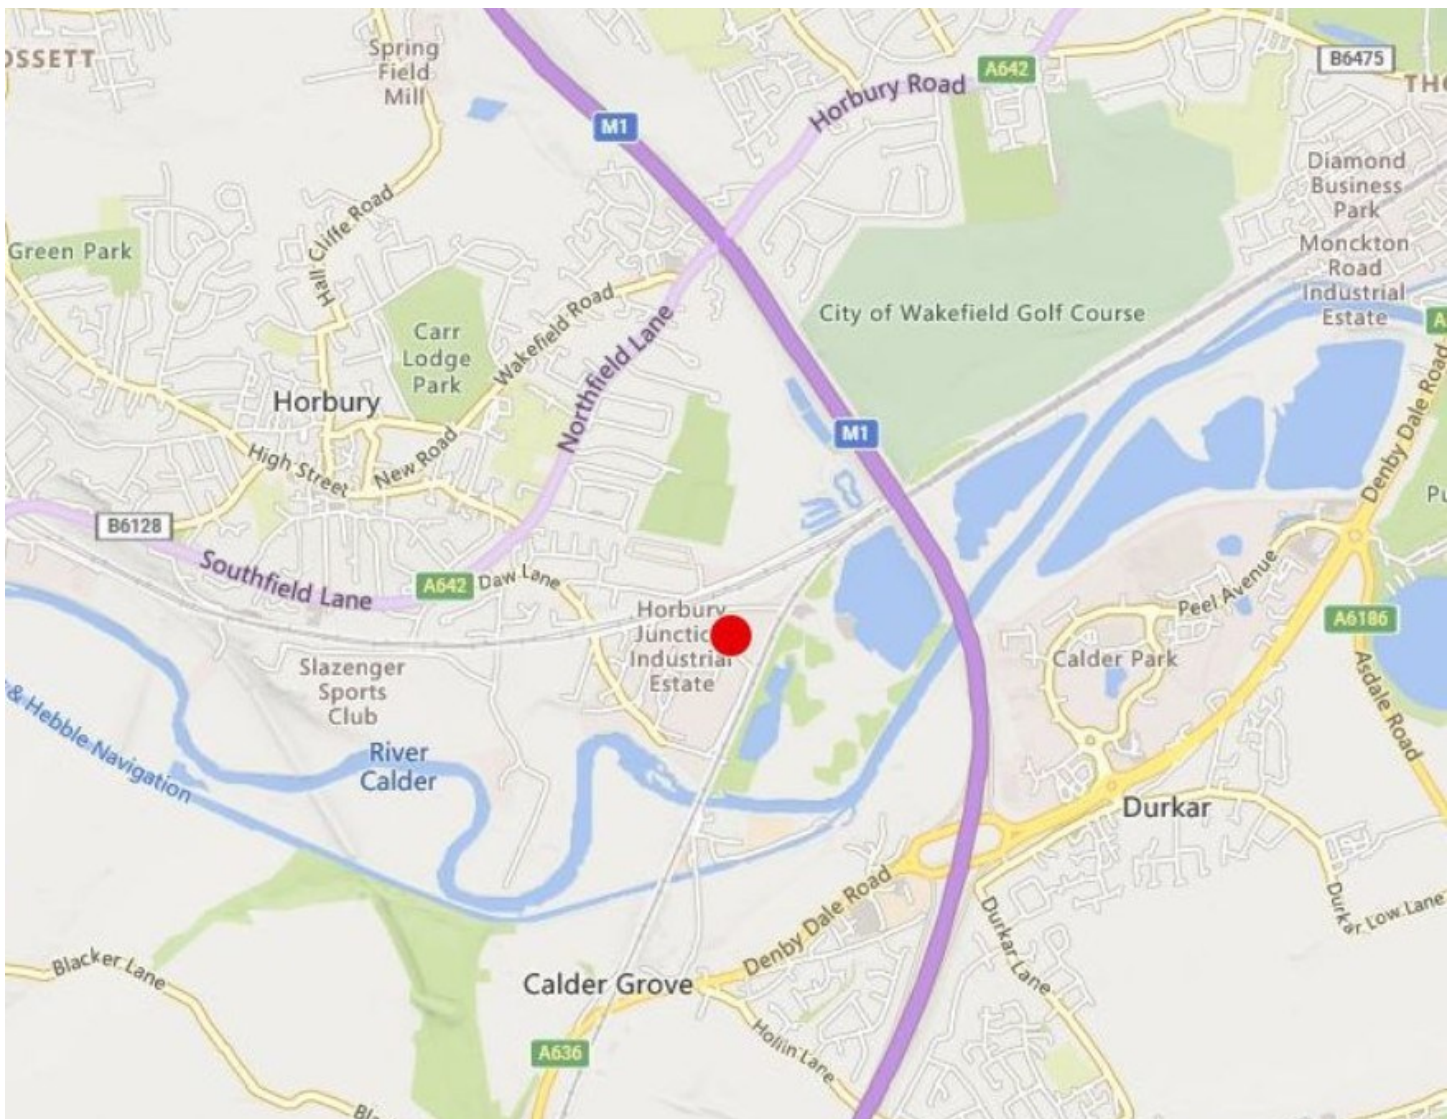 OSSETT
Spring
Field
Mill
M1
Horbury Road
A642
B6475
Diamond
Business
Park
Monckton
Road
Industrial
Estate
Green Park
Hall Cliffe Road
Carr
Lodge
Park
Wakefield Road
Northfield Lane
City of Wakefield Golf Course
A
Horbury
High Street
New Road
M1
Denby Dale Road
B6128
Southfield Lane
A642
Daw Lane
Horbury
Industrial
Estate
Slazenger
Sports
Club
Peel Avenue
Calder Park
A6186
Asdale Road
& Hebble Navigation
River
Calder
Durkar
Denby Dale Road
Durkar Lane
Durkar Low Lane
Blacker Lane
Calder Grove
Hollin Lane
A636